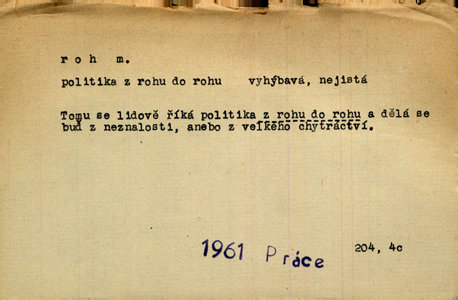 roh m.
politika z rohu do rohu vyhýbavá, nejistá
Tomu se lidově říká politika z rohu do rohu a dělá se
buď z neznalosti, anebo z velkého chytráctví.
1961 Práce 204, 4c